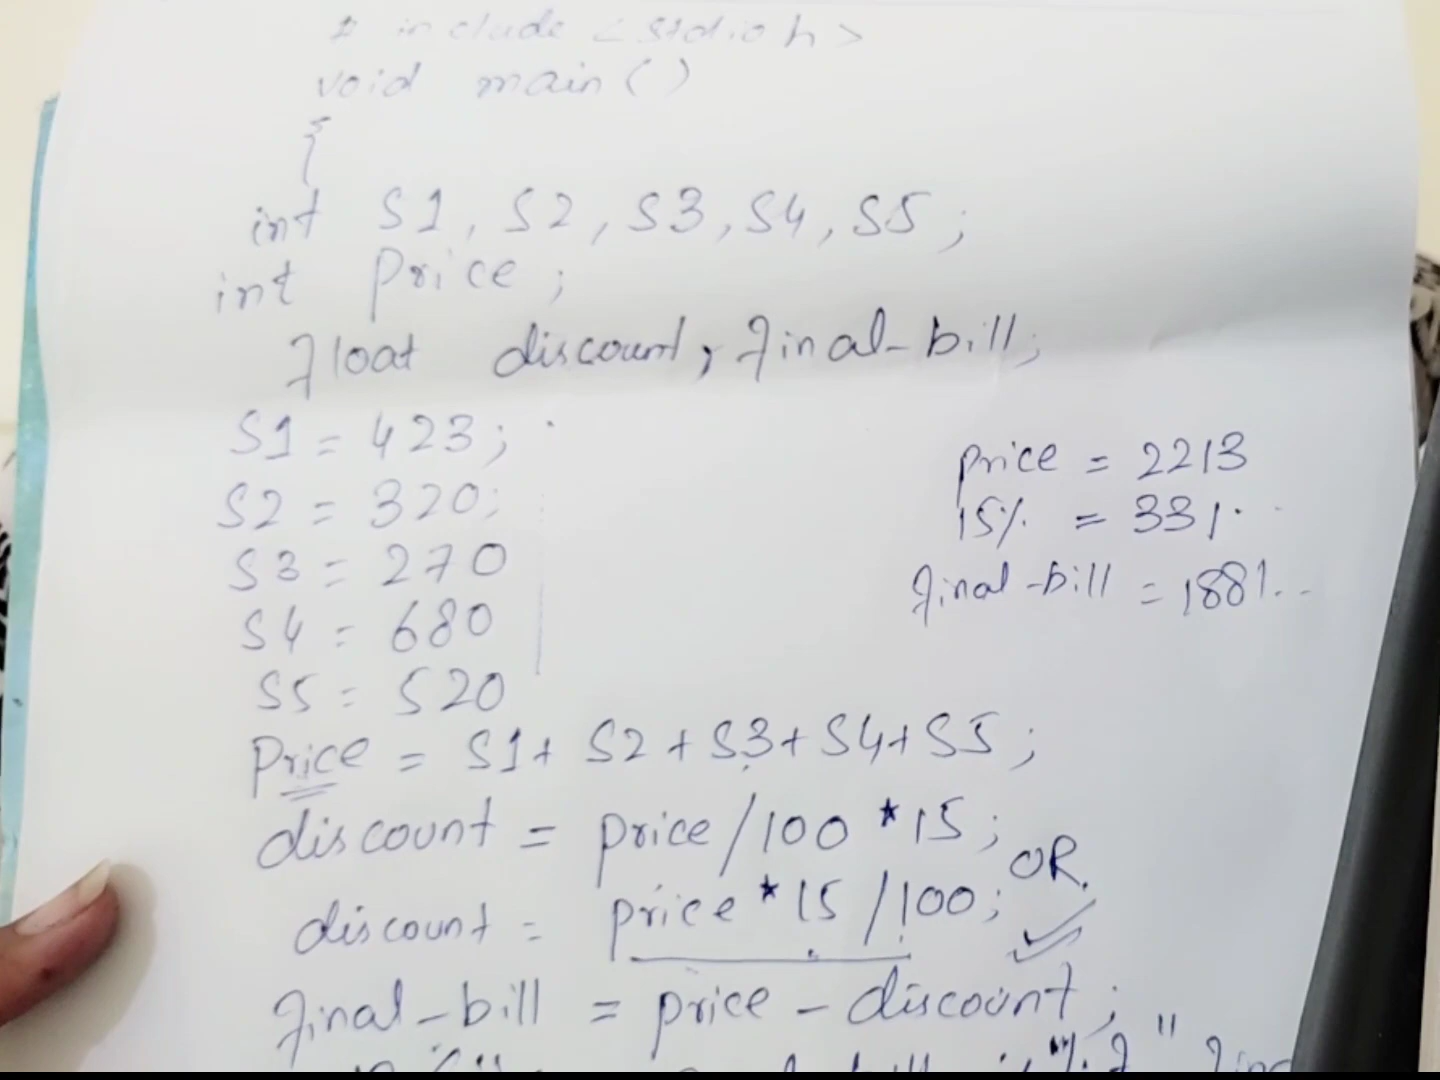 # include <stdio h>
void main ( )
{
int S1, S2, S3, S4, S5;
int Price;
float discount, final-bill;
S1 = 423;
S2 = 320;
S3 = 270
S4 = 680
S5 = 520
price = 2213
15% = 331.
final-bill = 1881..
Price = S1 + S2 + S3 + S4 + S5;
discount = price/100 *15;
OR.
discount = price * 15 /100;
final-bill = price - discount;